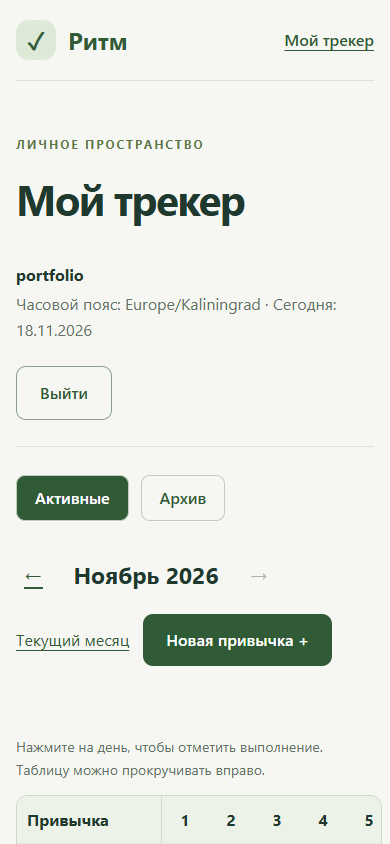 ✓ Ритм Мой трекер
ЛИЧНОЕ ПРОСТРАНСТВО
Мой трекер
portfolio
Часовой пояс: Europe/Kaliningrad · Сегодня:
18.11.2026
Выйти
Активные Архив
← Ноябрь 2026 →
Текущий месяц Новая привычка +
Нажмите на день, чтобы отметить выполнение.
Таблицу можно прокручивать вправо.
Привычка 1 2 3 4 5